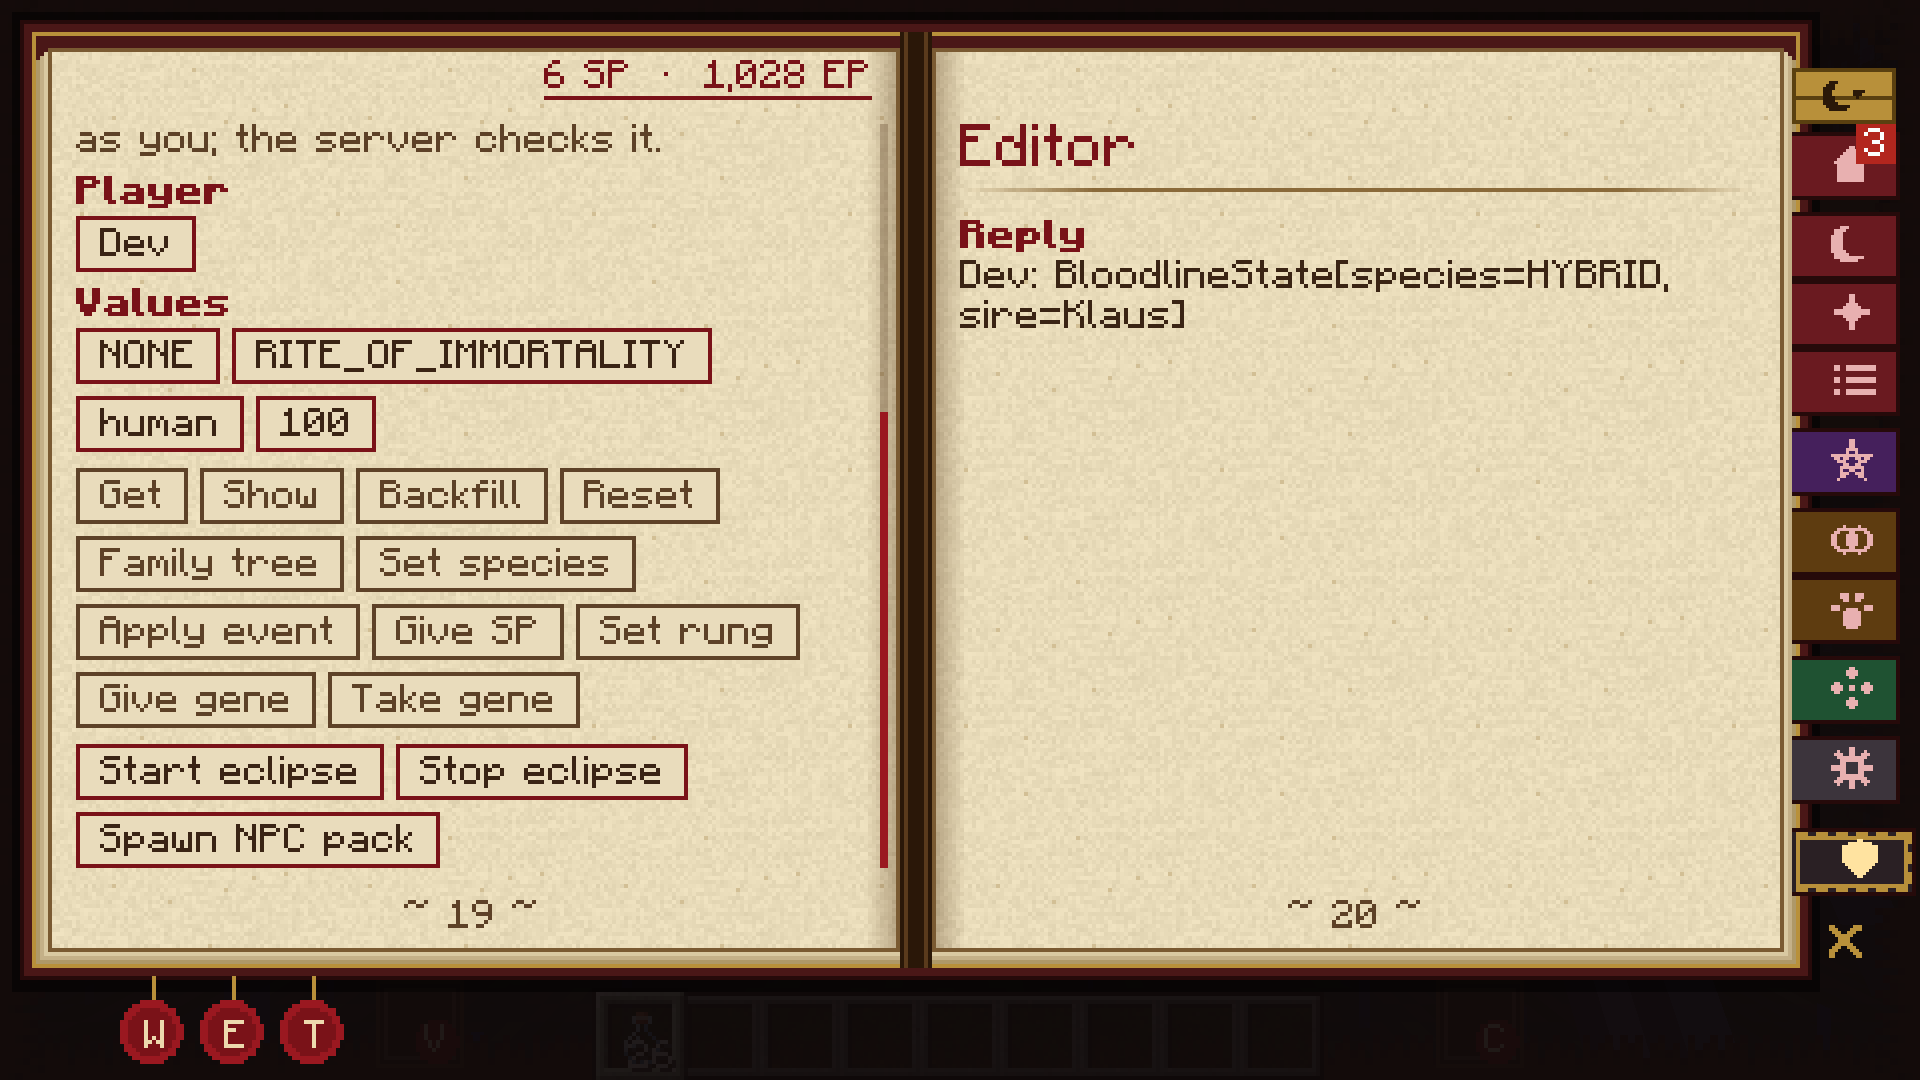 6 SP · 1,028 EP
as you; the server checks it.
Player
Dev
Values
NONE RITE_OF_IMMORTALITY
human 100
Get Show Backfill Reset
Family tree Set species
Apply event Give SP Set rung
Give gene Take gene
Start eclipse Stop eclipse
Spawn NPC pack
~ 19 ~
Editor
Reply
Dev: BloodlineState[species=HYBRID,
sire=Klaus]
~ 20 ~
3
W E T V 26 C